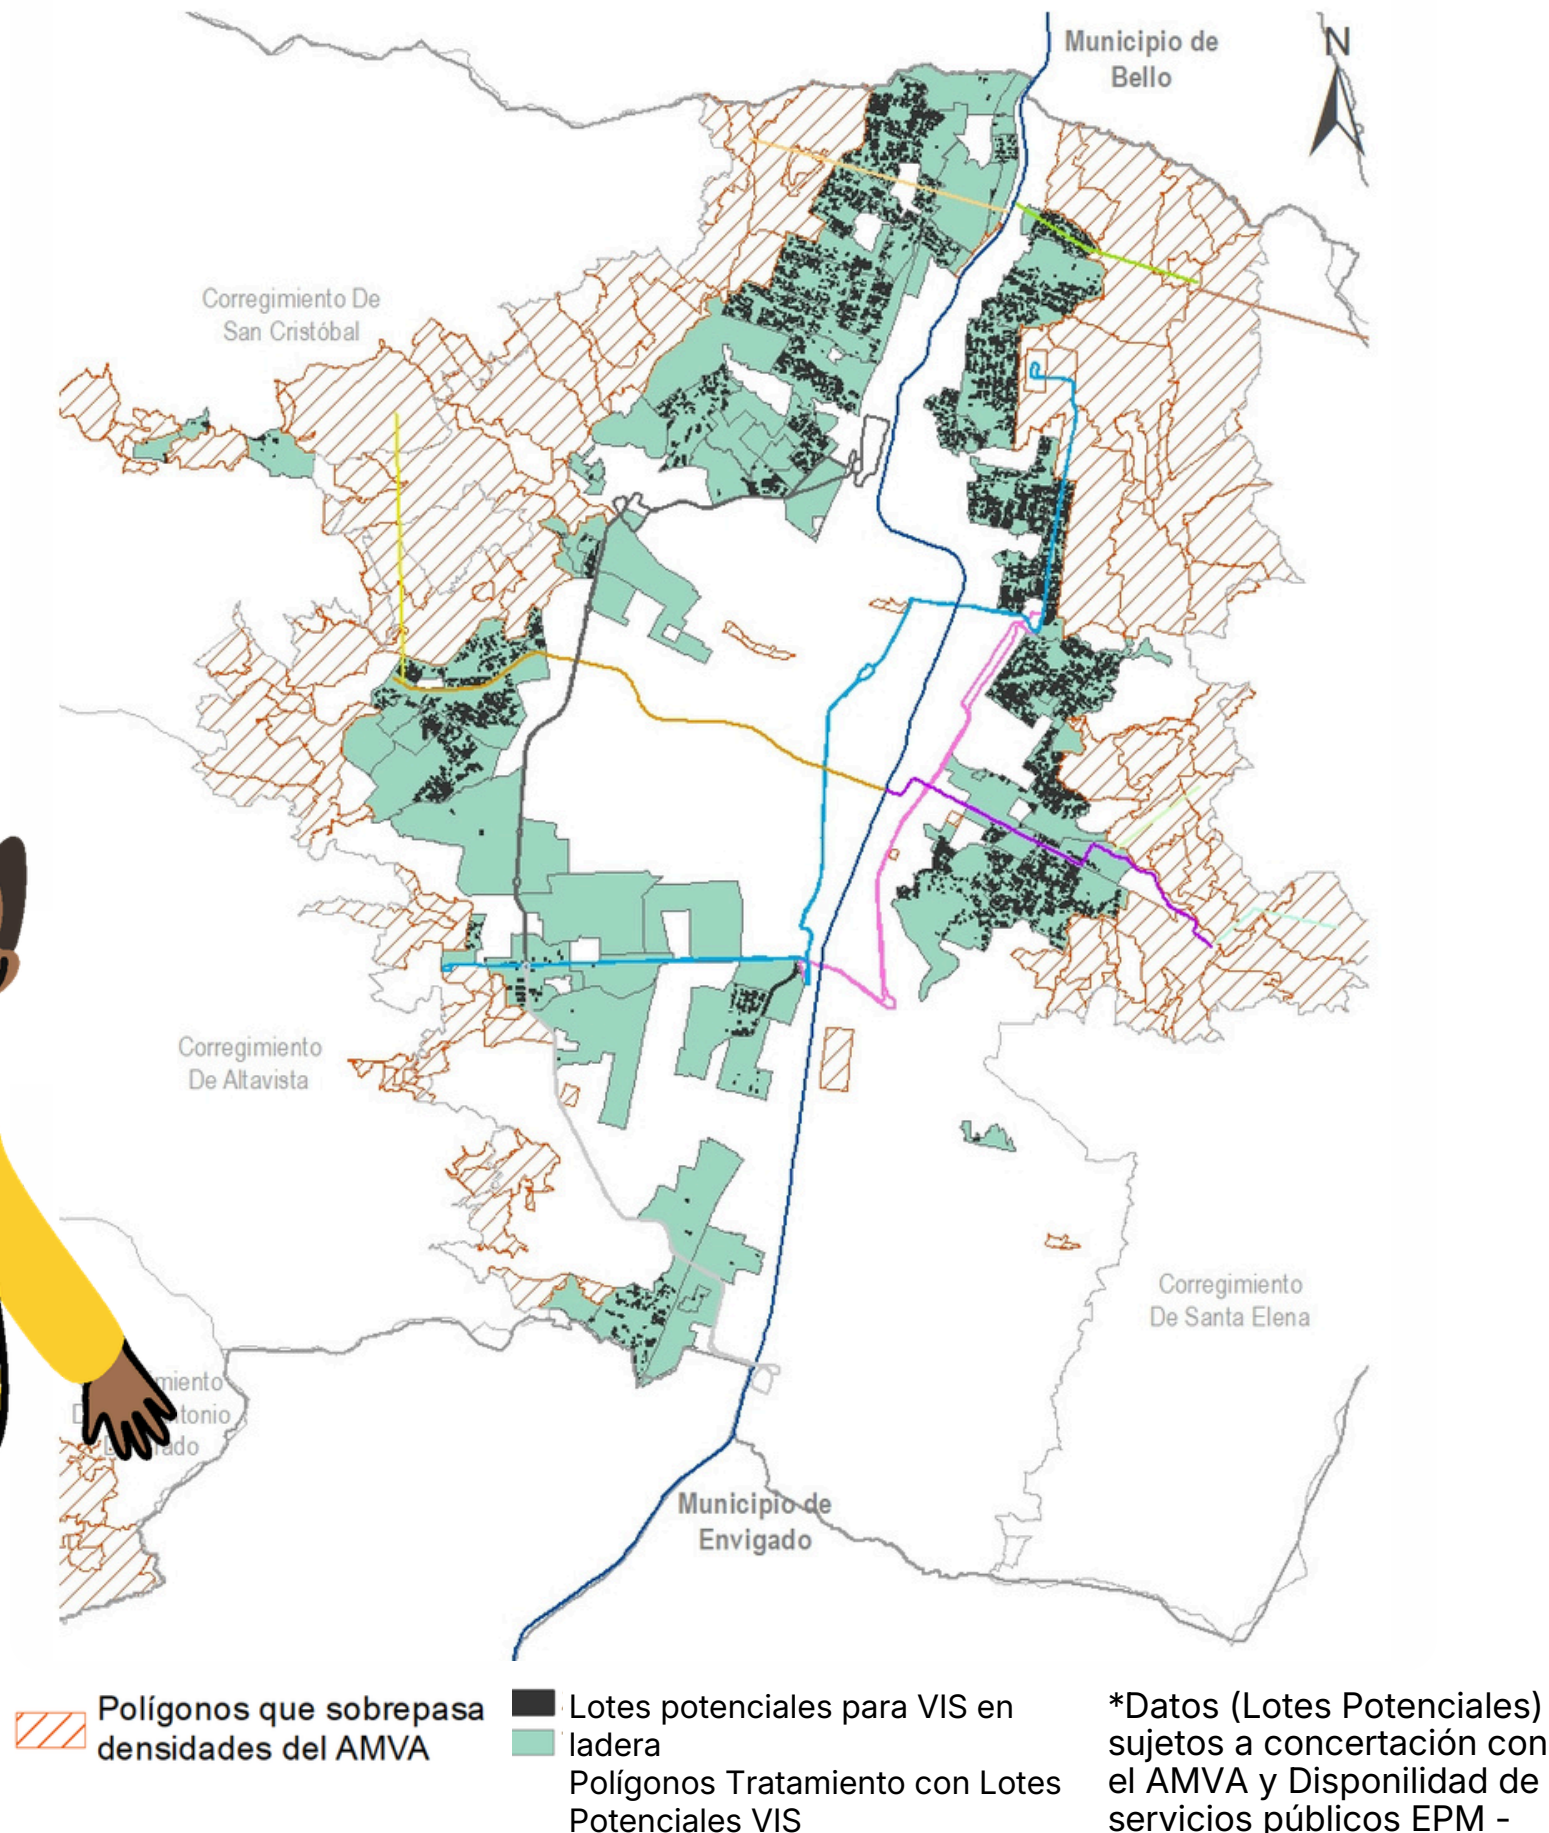 Municipio de
Bello
N
Corregimiento De
San Cristóbal
Corregimiento
De Altavista
Corregimiento
De Santa Elena
Municipio de
Envigado
Polígonos que sobrepasa
densidades del AMVA
Lotes potenciales para VIS en
ladera
Polígonos Tratamiento con Lotes
Potenciales VIS
*Datos (Lotes Potenciales)
sujetos a concertación con
el AMVA y Disponilidad de
servicios públicos EPM -